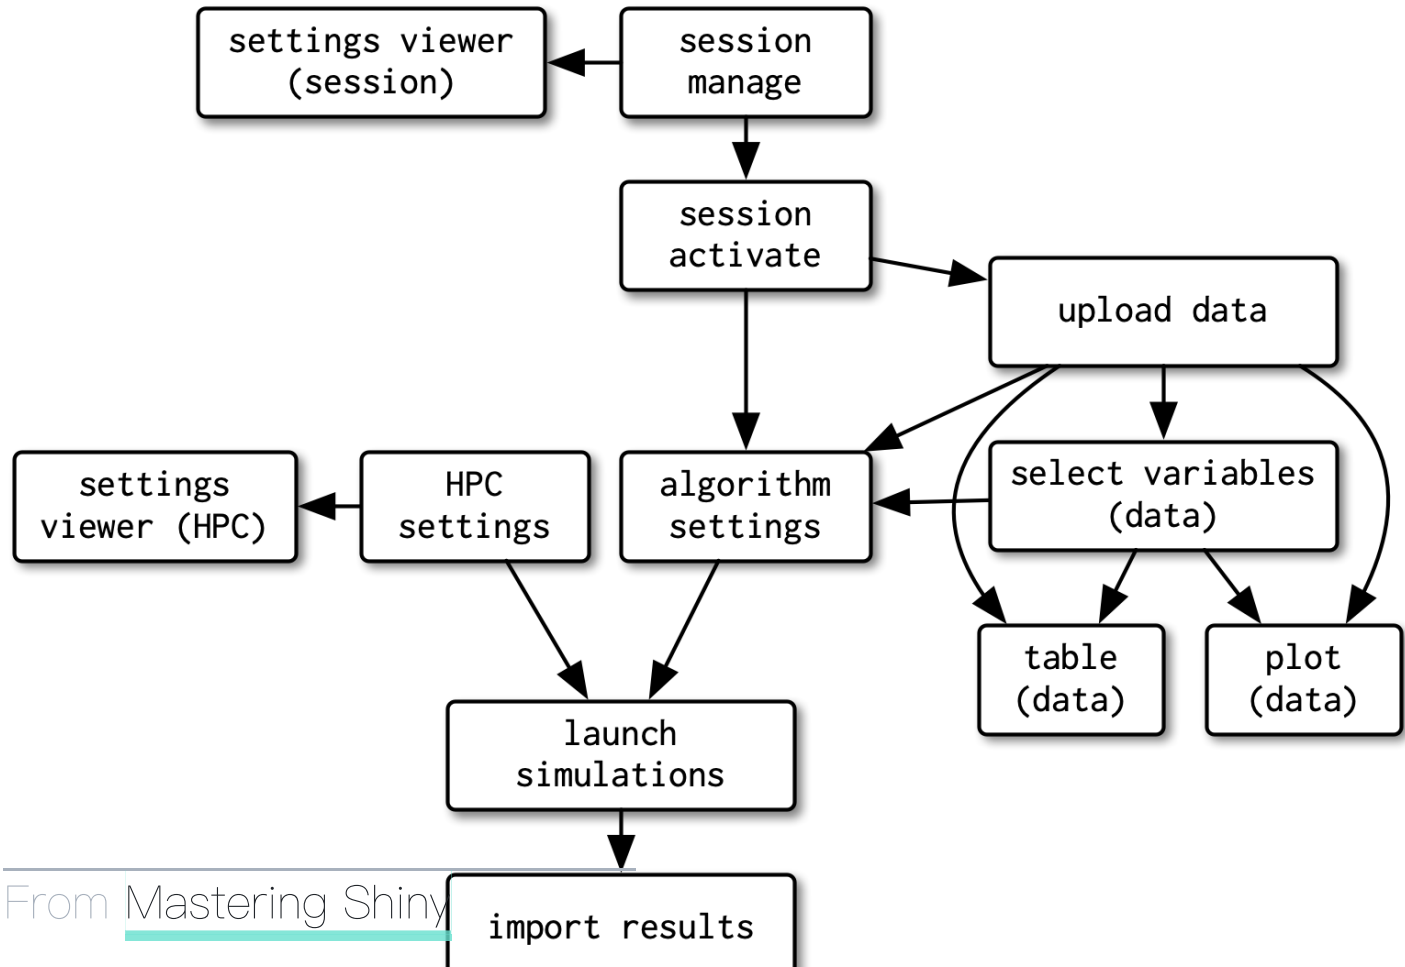 settings viewer
(session)
session
manage
session
activate
upload data
settings
viewer (HPC)
HPC
settings
algorithm
settings
select variables
(data)
table
(data)
plot
(data)
launch
simulations
From Mastering Shiny
import results